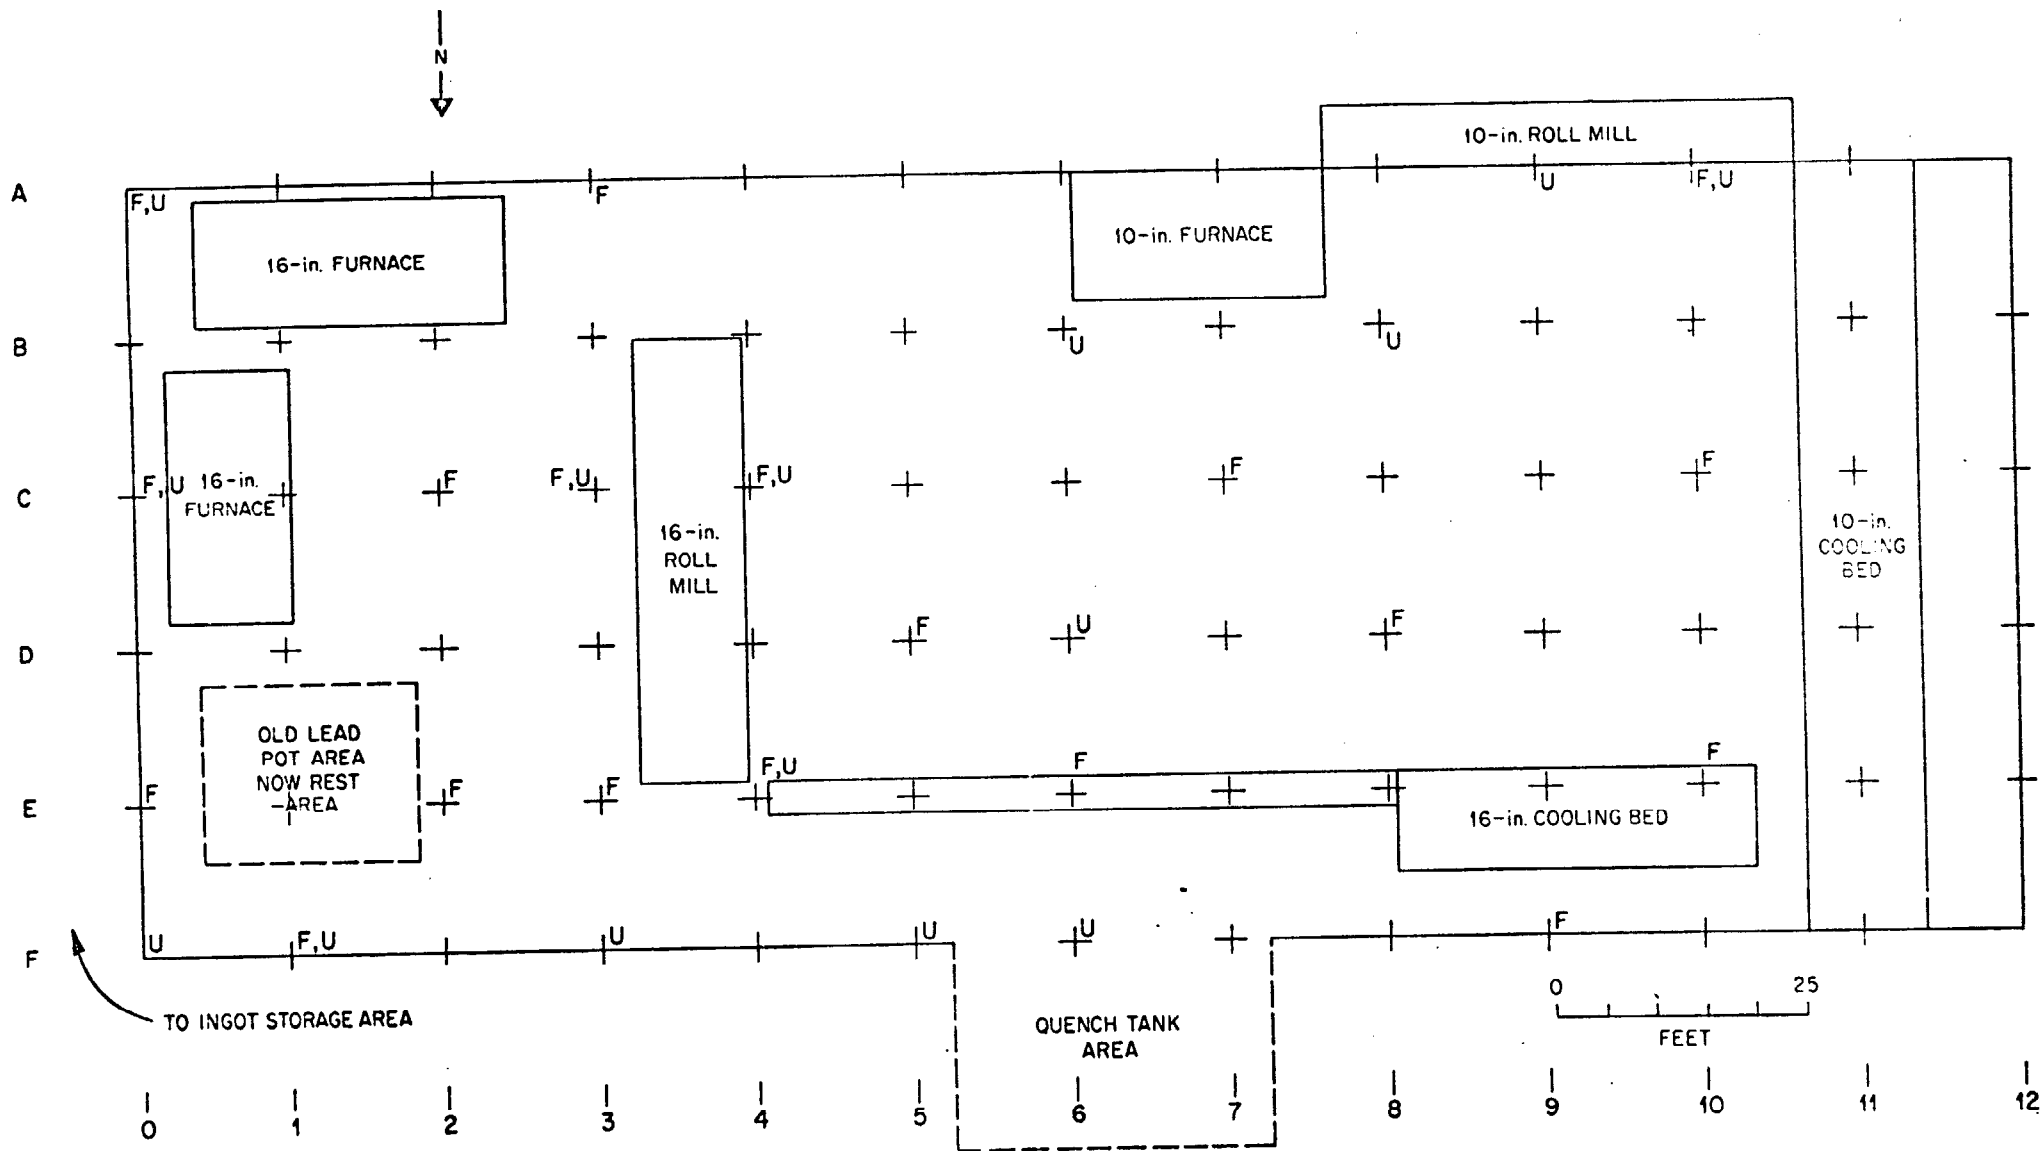 N
10-in. ROLL MILL
A
F,U
F
U
F,U
16-in. FURNACE
10-in. FURNACE
B
U
U
C
F,U
16-in.
FURNACE
F
F,U
F,U
F
F
16-in.
ROLL
MILL
10-in.
COOLING
BED
D
F
U
F
OLD LEAD
POT AREA
NOW REST
AREA
E
F
F
F
F,U
F
F
16-in. COOLING BED
F
U
F,U
U
U
U
F
TO INGOT STORAGE AREA
QUENCH TANK
AREA
0 25
FEET
0 1 2 3 4 5 6 7 8 9 10 11 12